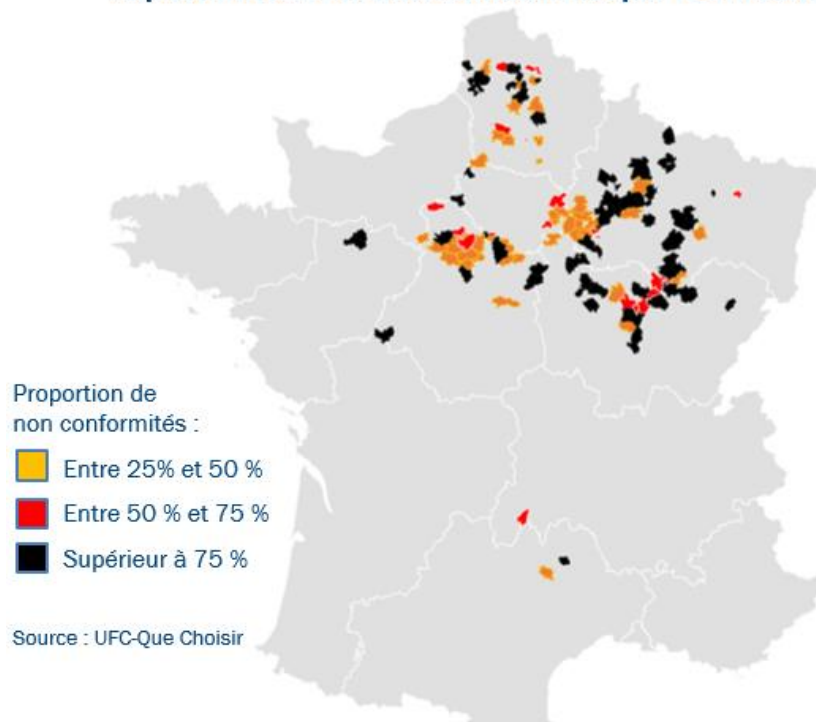 Proportion de
non conformités :
Entre 25% et 50 %
Entre 50 % et 75 %
Supérieur à 75 %
Source : UFC-Que Choisir